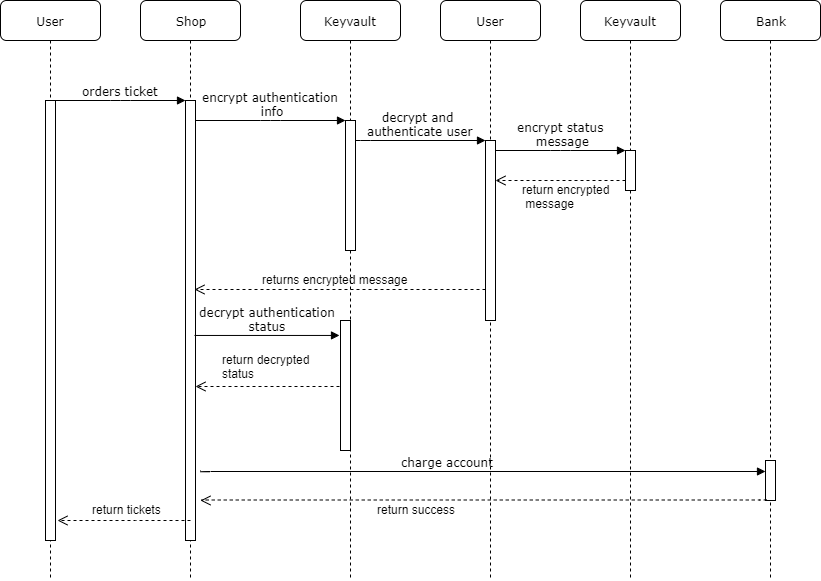 User
Shop
Keyvault
User
Keyvault
Bank
orders ticket
encrypt authentication
info
decrypt and
authenticate user
encrypt status
message
return encrypted
message
returns encrypted message
decrypt authentication
status
return decrypted
status
charge account
return success
return tickets